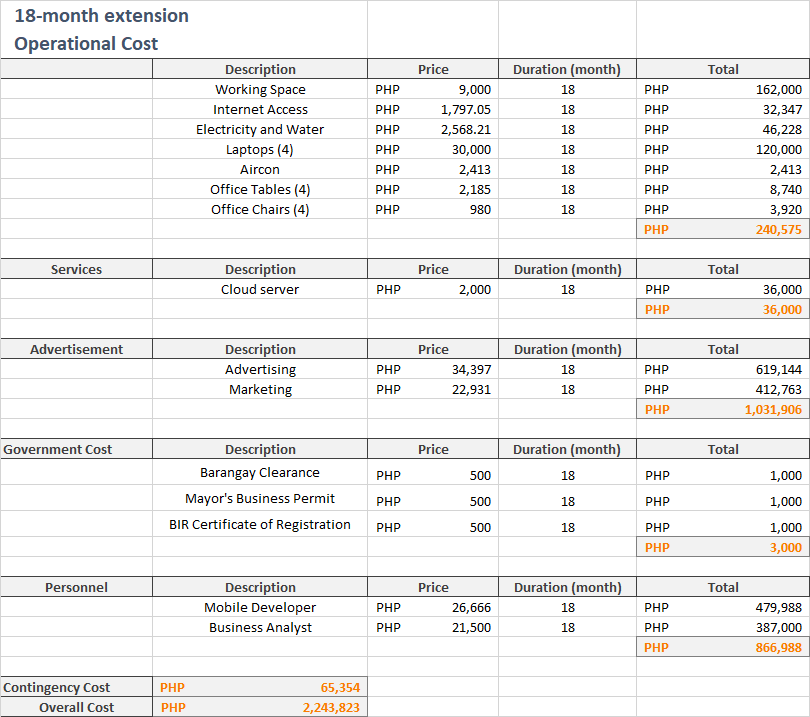 18-month extension
Operational Cost
Description Price Duration (month) Total
Working Space PHP 9,000 18 PHP 162,000
Internet Access PHP 1,797.05 18 PHP 32,347
Electricity and Water PHP 2,568.21 18 PHP 46,228
Laptops (4) PHP 30,000 18 PHP 120,000
Aircon PHP 2,413 18 PHP 2,413
Office Tables (4) PHP 2,185 18 PHP 8,740
Office Chairs (4) PHP 980 18 PHP 3,920
PHP 240,575
Services Description Price Duration (month) Total
Cloud server PHP 2,000 18 PHP 36,000
PHP 36,000
Advertisement Description Price Duration (month) Total
Advertising PHP 34,397 18 PHP 619,144
Marketing PHP 22,931 18 PHP 412,763
PHP 1,031,906
Government Cost Description Price Duration (month) Total
Barangay Clearance PHP 500 18 PHP 1,000
Mayor's Business Permit PHP 500 18 PHP 1,000
BIR Certificate of Registration PHP 500 18 PHP 1,000
PHP 3,000
Personnel Description Price Duration (month) Total
Mobile Developer PHP 26,666 18 PHP 479,988
Business Analyst PHP 21,500 18 PHP 387,000
PHP 866,988
Contingency Cost PHP 65,354
Overall Cost PHP 2,243,823